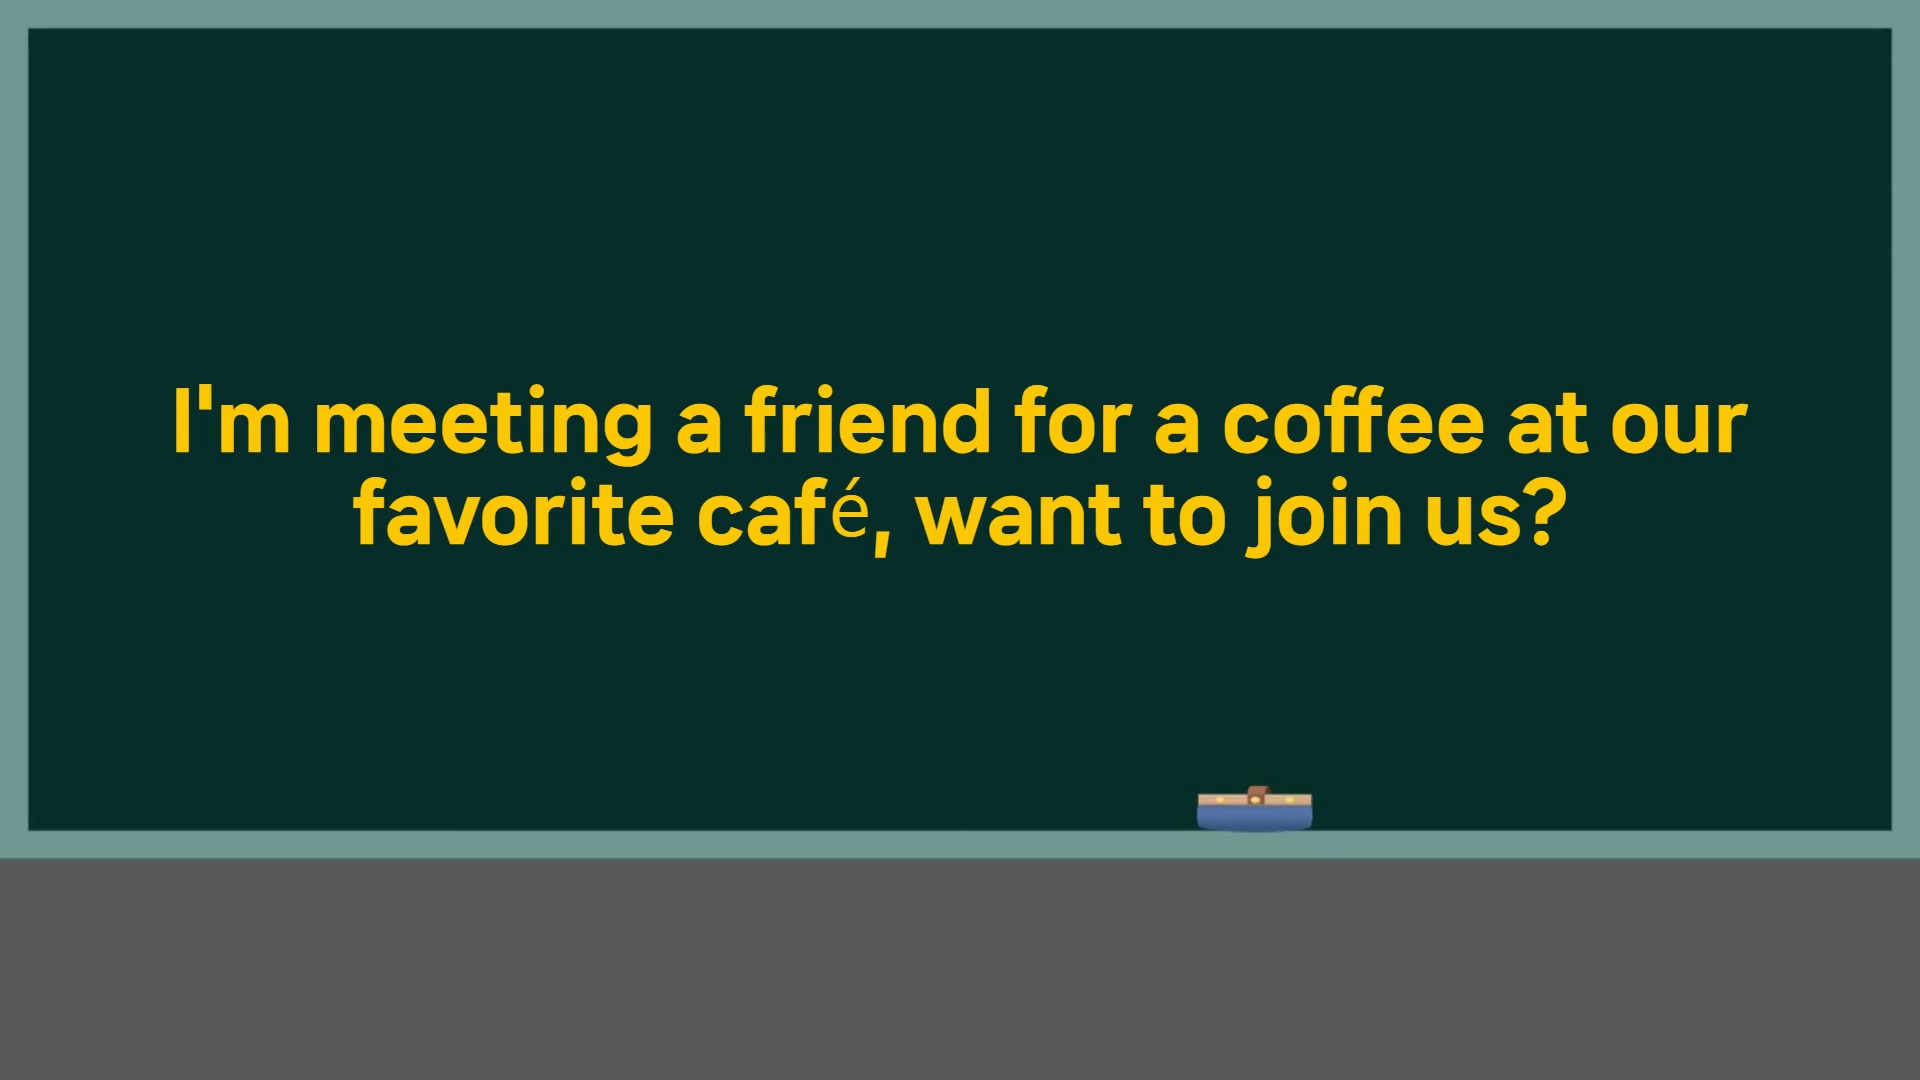 I'm meeting a friend for a coffee at our
favorite café, want to join us?